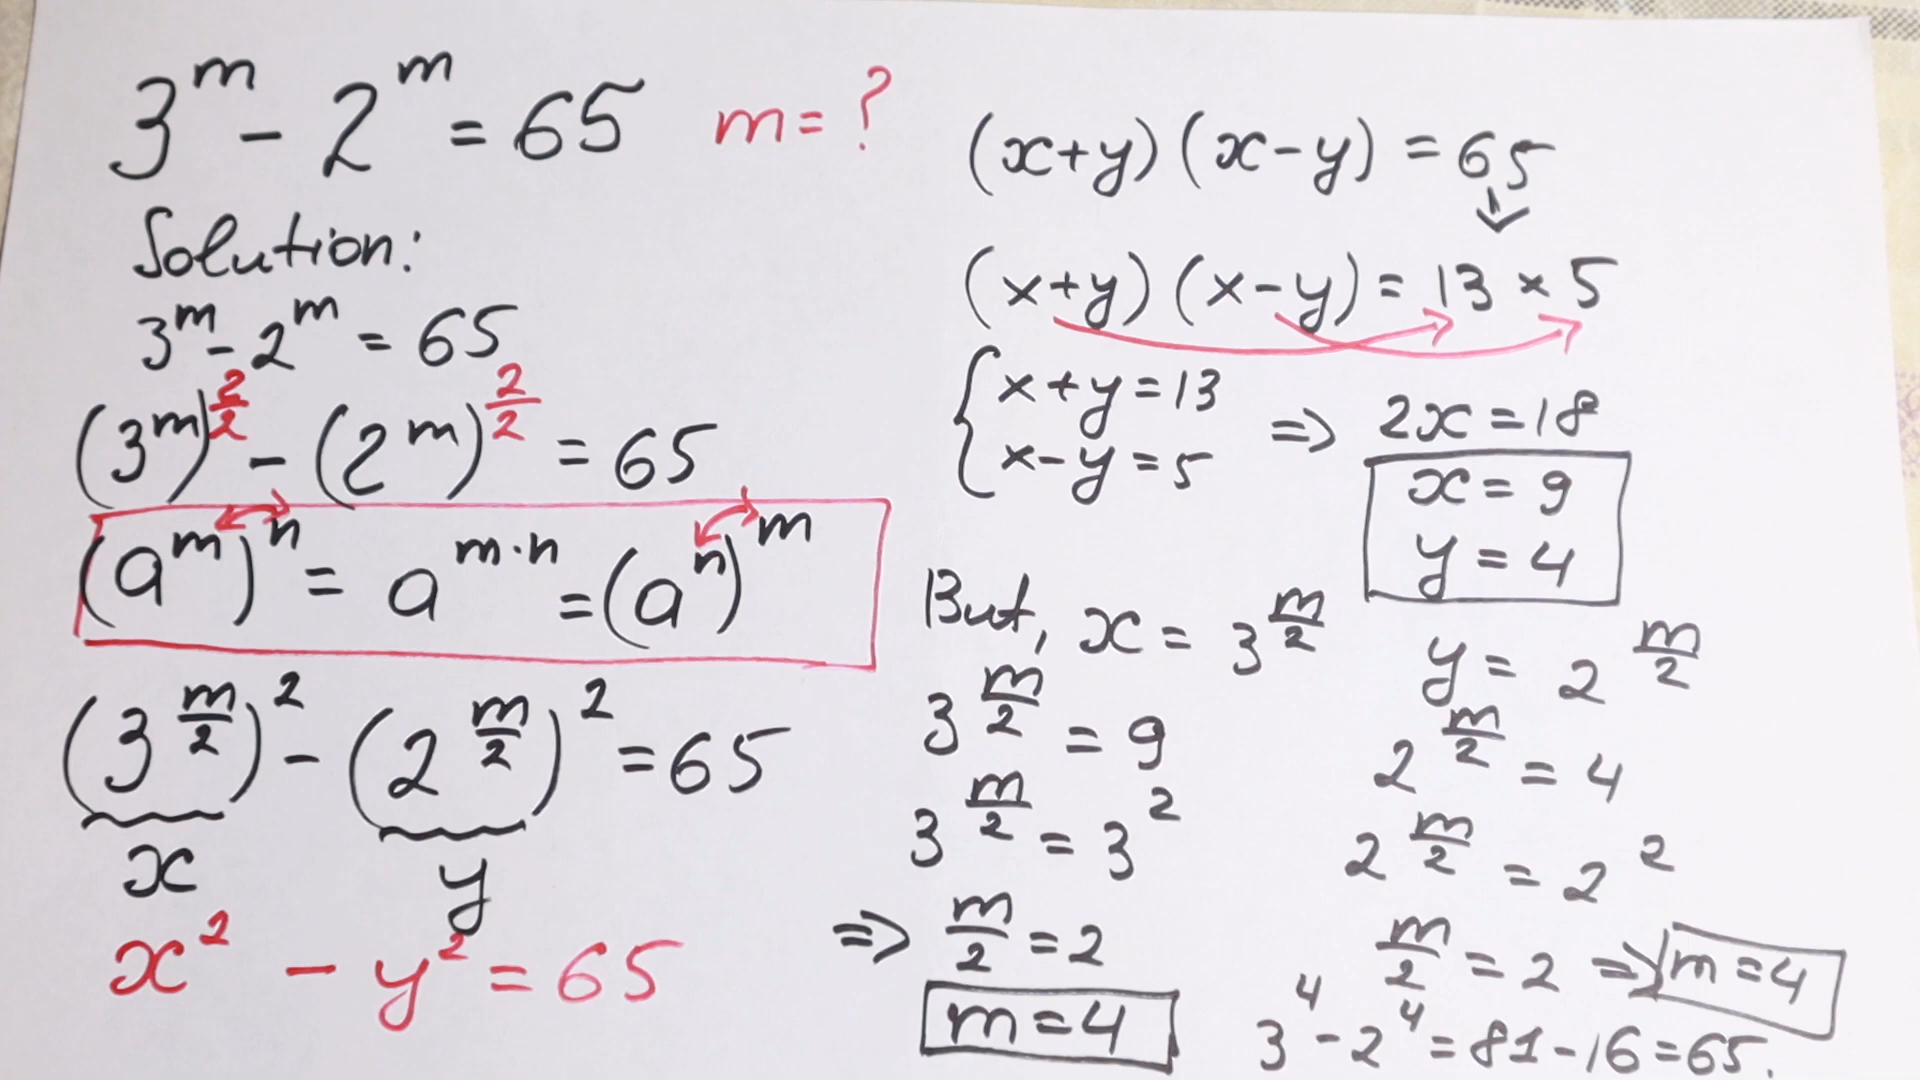 3^m - 2^m = 65 m = ?
Solution:
3^m - 2^m = 65
(3^m)^(2/2) - (2^m)^(2/2) = 65
(a^m)^n = a^(m·n) = (a^n)^m
(3^(m/2))^2 - (2^(m/2))^2 = 65
x y
x^2 - y^2 = 65
(x+y)(x-y) = 65
(x+y)(x-y) = 13 × 5
{ x+y=13
x-y=5
=> 2x=18
x=9
y=4
But, x = 3^(m/2)
y = 2^(m/2)
3^(m/2) = 9
2^(m/2) = 4
3^(m/2) = 3^2
2^(m/2) = 2^2
=> m/2 = 2
m/2 = 2 => m=4
m=4
3^4 - 2^4 = 81 - 16 = 65.